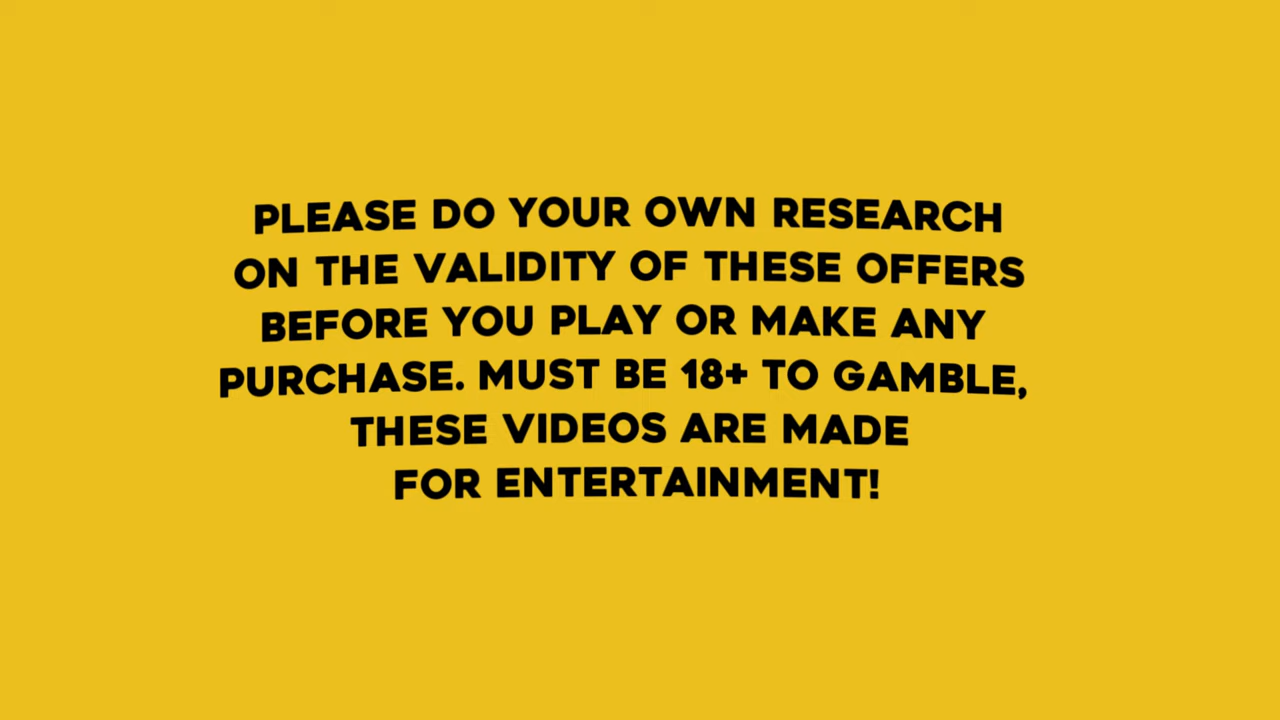 PLEASE DO YOUR OWN RESEARCH
ON THE VALIDITY OF THESE OFFERS
BEFORE YOU PLAY OR MAKE ANY
PURCHASE. MUST BE 18+ TO GAMBLE,
THESE VIDEOS ARE MADE
FOR ENTERTAINMENT!